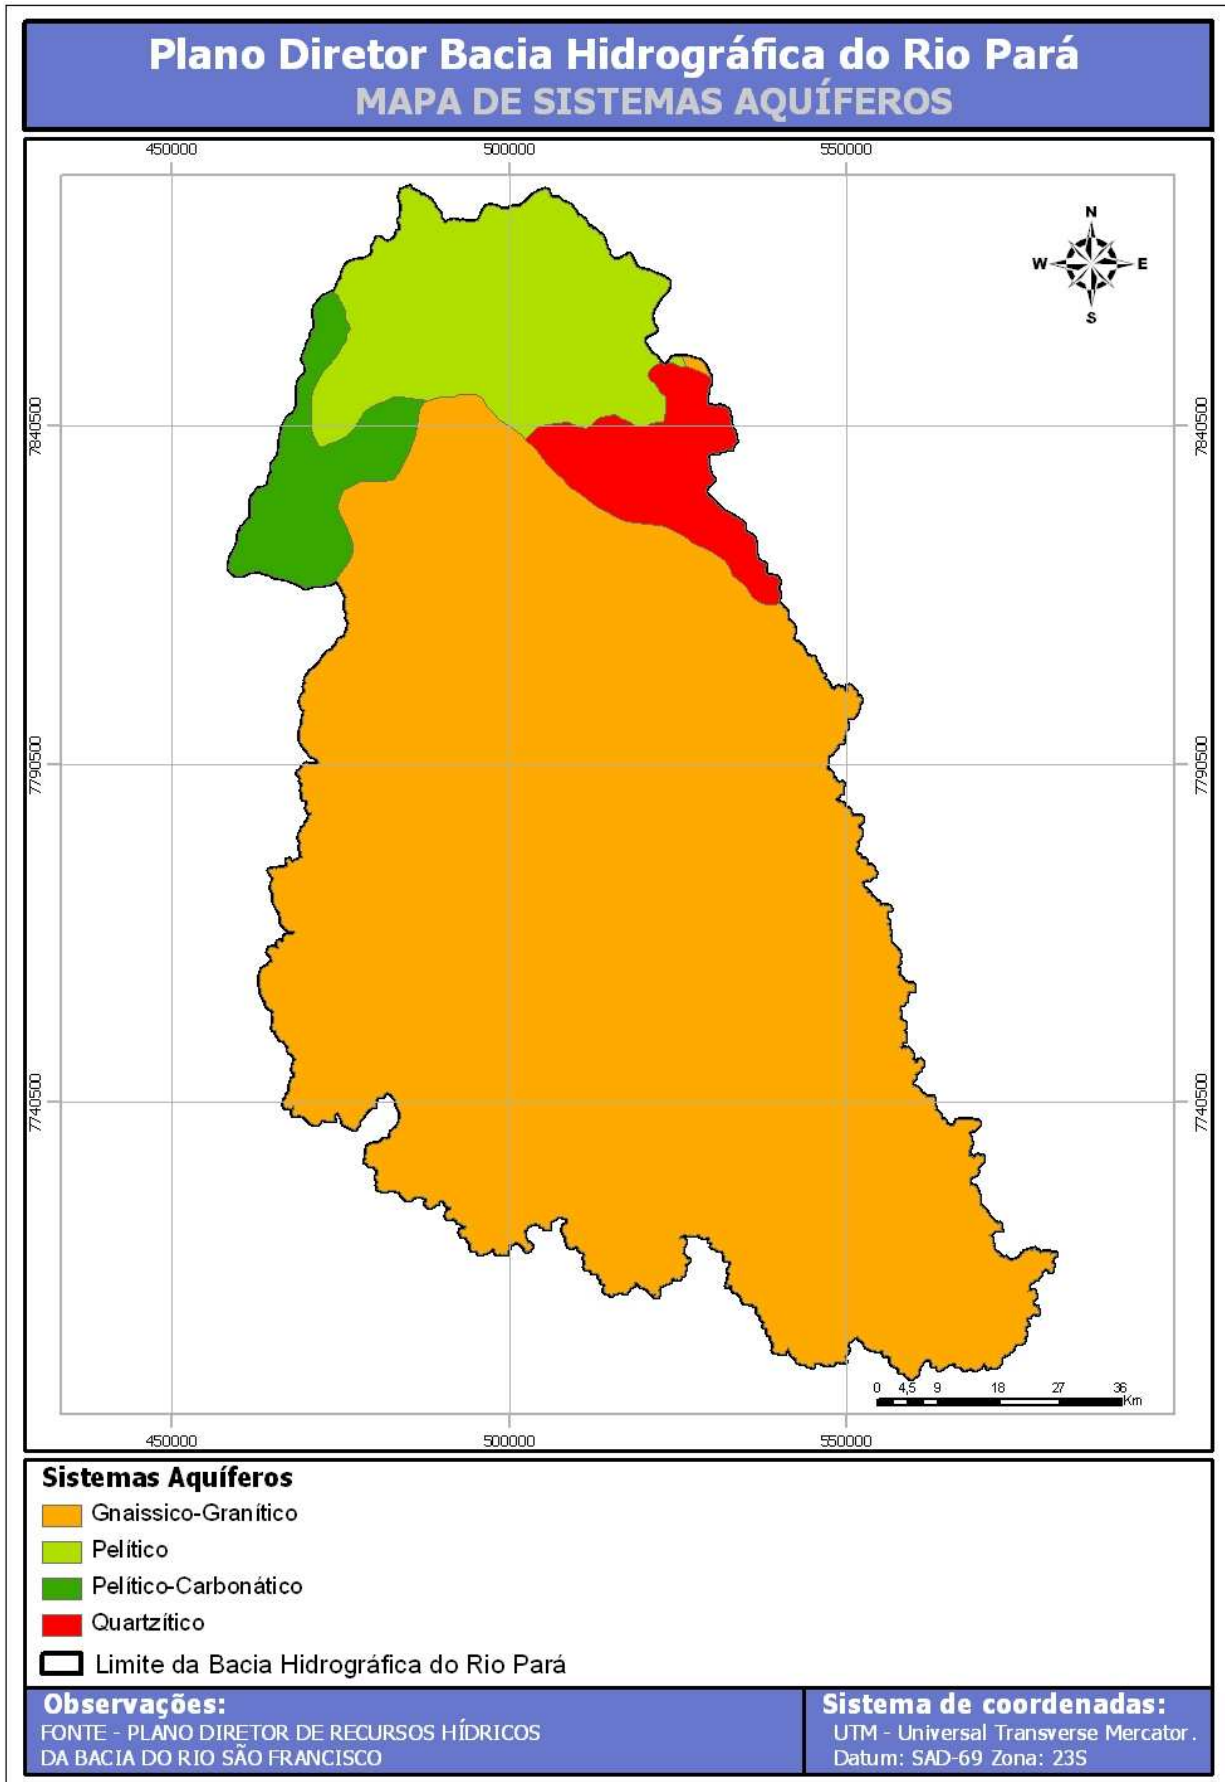 Plano Diretor Bacia Hidrográfica do Rio Pará
MAPA DE SISTEMAS AQUÍFEROS
450000 500000 550000
N
W E
S
7840500 7840500
7790500 7790500
7740500 7740500
0 4,5 9 18 27 36
Km
450000 500000 550000
Sistemas Aquíferos
Gnaissico-Granítico
Pelítico
Pelítico-Carbonático
Quartzítico
Limite da Bacia Hidrográfica do Rio Pará
Observações:
FONTE - PLANO DIRETOR DE RECURSOS HÍDRICOS
DA BACIA DO RIO SÃO FRANCISCO
Sistema de coordenadas:
UTM - Universal Transverse Mercator.
Datum: SAD-69 Zona: 23S